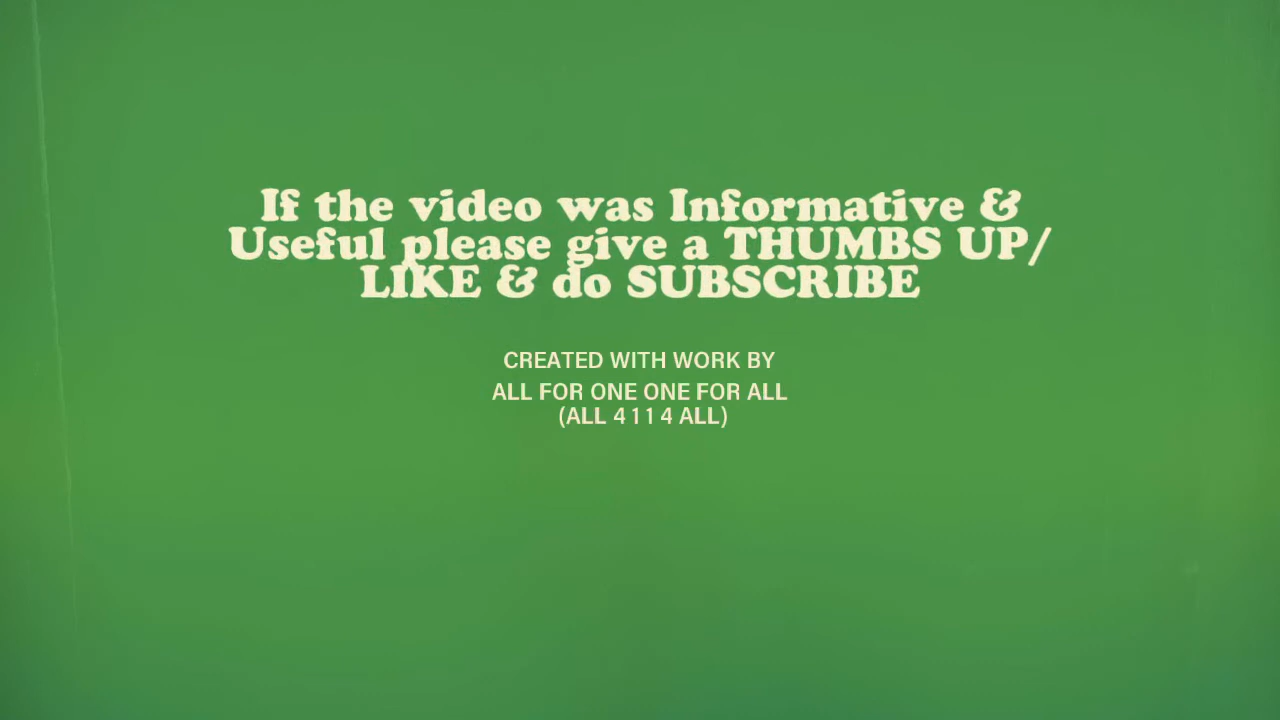 If the video was Informative &
Useful please give a THUMBS UP/
LIKE & do SUBSCRIBE
CREATED WITH WORK BY
ALL FOR ONE ONE FOR ALL
(ALL 4 1 1 4 ALL)